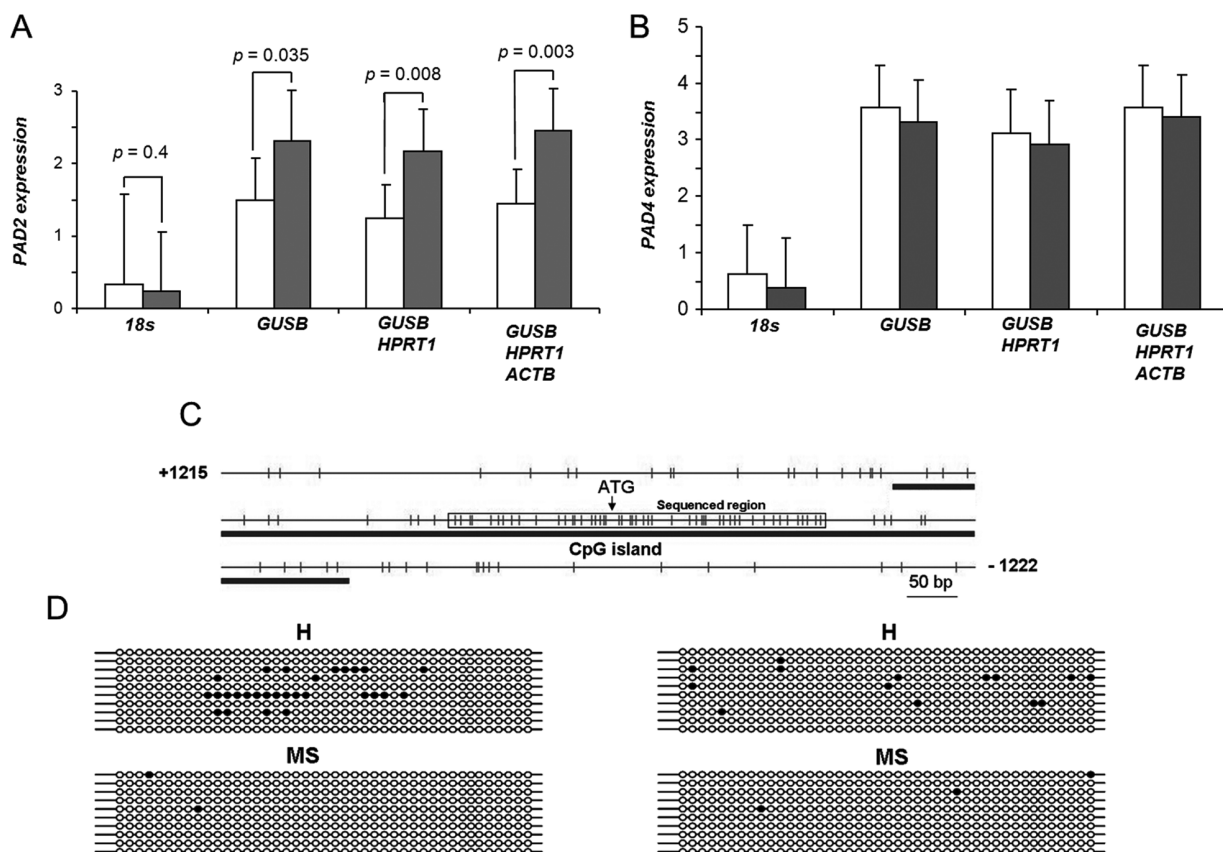 A
p = 0.035
p = 0.008
p = 0.003
p = 0.4
PAD2 expression
3
2
1
0
18s
GUSB
GUSB
HPRT1
GUSB
HPRT1
ACTB
B
PAD4 expression
5
4
3
2
1
0
18s
GUSB
GUSB
HPRT1
GUSB
HPRT1
ACTB
C
+1215
ATG
Sequenced region
CpG island
- 1222
50 bp
D
H
H
MS
MS